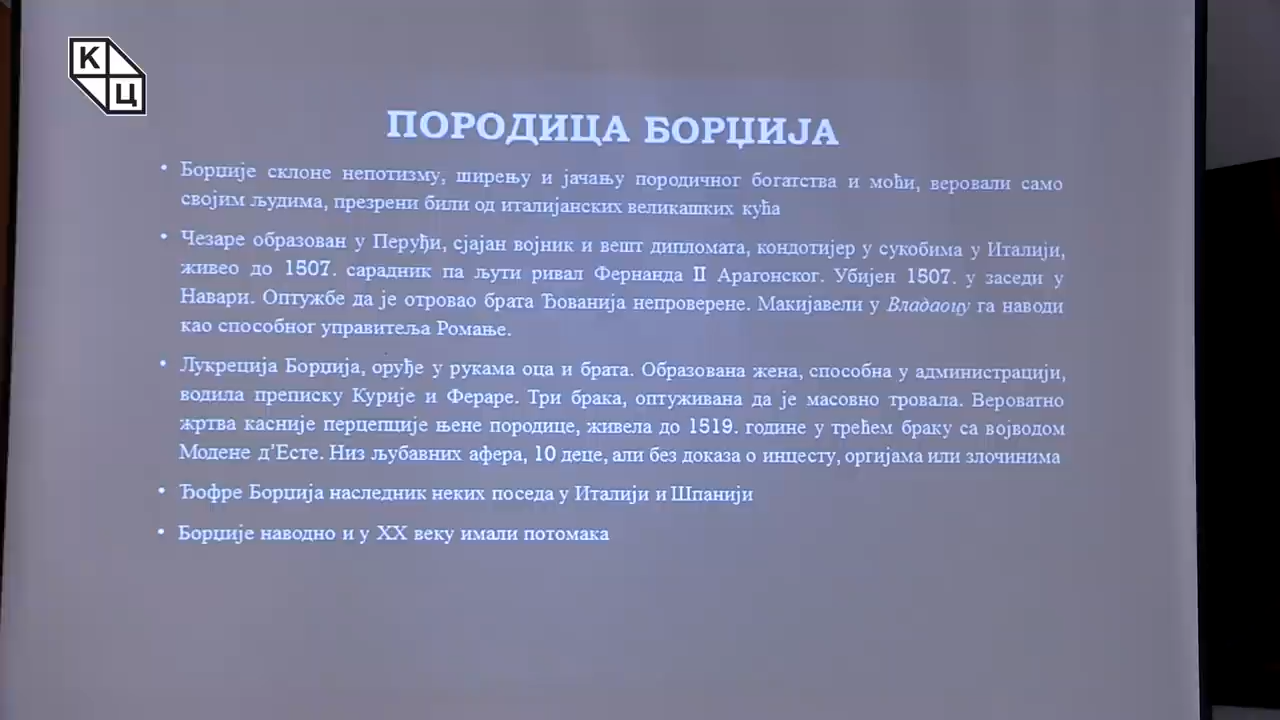 К
Ц
ПОРОДИЦА БОРЏИЈА
• Борџије склоне непотизму, ширењу и јачању породичног богатства и моћи, веровали само
својим људима, презрени били од италијанских великашких кућа
• Чезаре образован у Перуђи, сјајан војник и вешт дипломата, кондотијер у сукобима у Италији,
живео до 1507. сарадник па љути ривал Фернанда II Арагонског. Убијен 1507. у заседи у
Навари. Оптужбе да је отровао брата Ђованија непроверене. Макијавели у Владаоцу га наводи
као способног управитеља Ромање.
• Лукреција Борџија, оруђе у рукама оца и брата. Образована жена, способна у администрацији,
водила преписку Курије и Фераре. Три брака, оптуживана да је масовно тровала. Вероватно
жртва касније перцепције њене породице, живела до 1519. године у трећем браку са војводом
Модене д’Есте. Низ љубавних афера, 10 деце, али без доказа о инцесту, оргијама или злочинима
• Ђофре Борџија наследник неких поседа у Италији и Шпанији
• Борџије наводно и у XX веку имали потомака